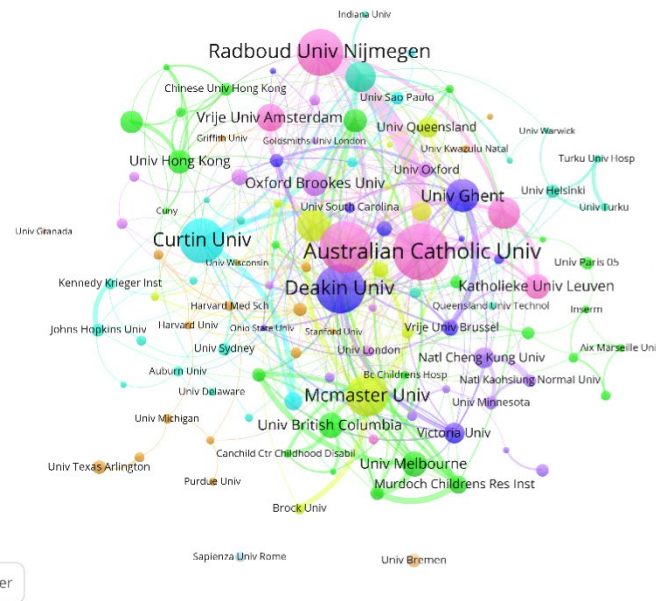 Indiana Univ
Radboud Univ Nijmegen
Chinese Univ Hong Kong
Univ Sao Paulo
Vrije Univ Amsterdam
Univ Queensland
Griffith Univ
Goldsmiths Univ London
Univ Warwick
Univ Kwazulu Natal
Univ Hong Kong
Turku Univ Hosp
Univ Oxford
Oxford Brookes Univ
Univ Ghent
Univ Helsinki
Cuny
Univ South Carolina
Univ Turku
Univ Granada
Curtin Univ
Australian Catholic Univ
Univ Wisconsin
Univ Paris 05
Kennedy Krieger Inst
Deakin Univ
Katholieke Univ Leuven
Harvard Med Sch
Queensland Univ Technol
Inserm
Johns Hopkins Univ
Harvard Univ
Ohio State Univ
Stanford Univ
Vrije Univ Brussel
Univ Sydney
Univ London
Aix Marseille Uni
Natl Cheng Kung Univ
Auburn Univ
Bc Childrens Hosp
Natl Kaohsiung Normal Univ
Univ Delaware
Mcmaster Univ
Univ Minnesota
Univ Michigan
Univ British Columbia
Victoria Univ
Canchild Ctr Childhood Disabil
Univ Texas Arlington
Univ Melbourne
Purdue Univ
Murdoch Childrens Res Inst
Brock Univ
Sapienza Univ Rome
Univ Bremen
er